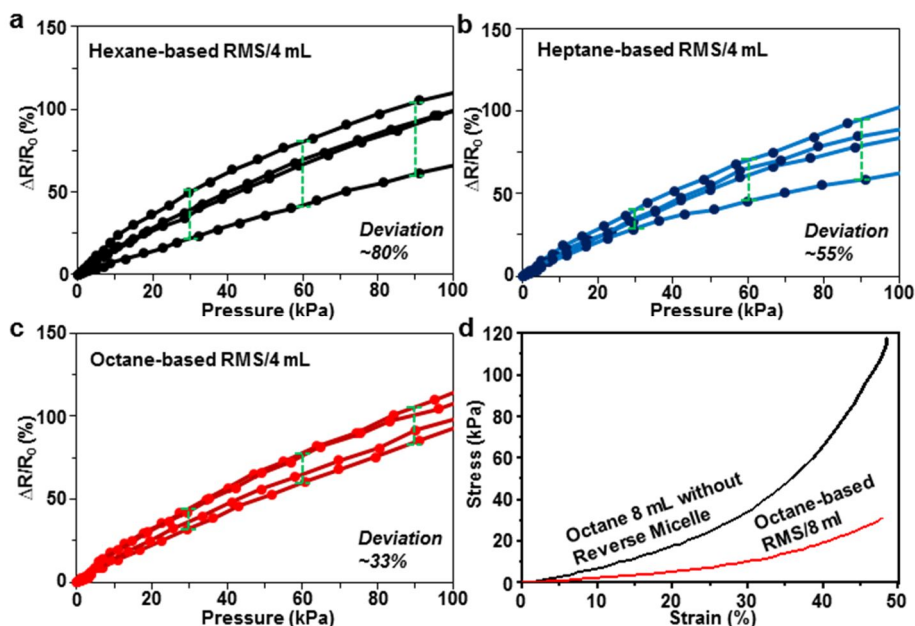 a
Hexane-based RMS/4 mL
150
100
50
0
ΔR/R₀ (%)
Deviation
~80%
0 20 40 60 80 100
Pressure (kPa)
b
Heptane-based RMS/4 mL
150
100
50
0
ΔR/R₀ (%)
Deviation
~55%
0 20 40 60 80 100
Pressure (kPa)
c
Octane-based RMS/4 mL
150
100
50
0
ΔR/R₀ (%)
Deviation
~33%
0 20 40 60 80 100
Pressure (kPa)
d
120
100
80
60
40
20
0
Stress (kPa)
Octane 8 mL without
Reverse Micelle
Octane-based
RMS/8 ml
0 10 20 30 40 50
Strain (%)